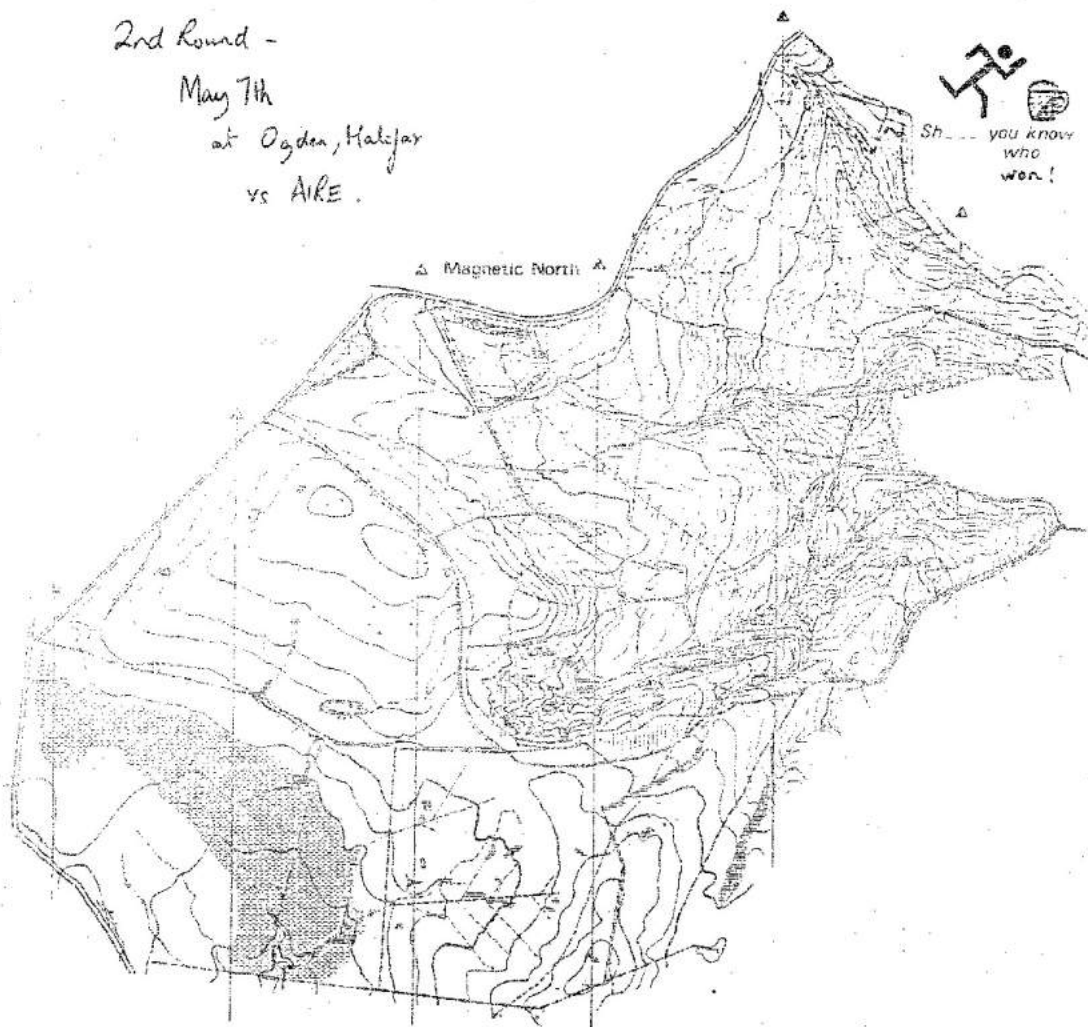 2nd Round -
May 7th
at Ogden, Halifax
vs AIRE.
you know
who
won!
Magnetic North